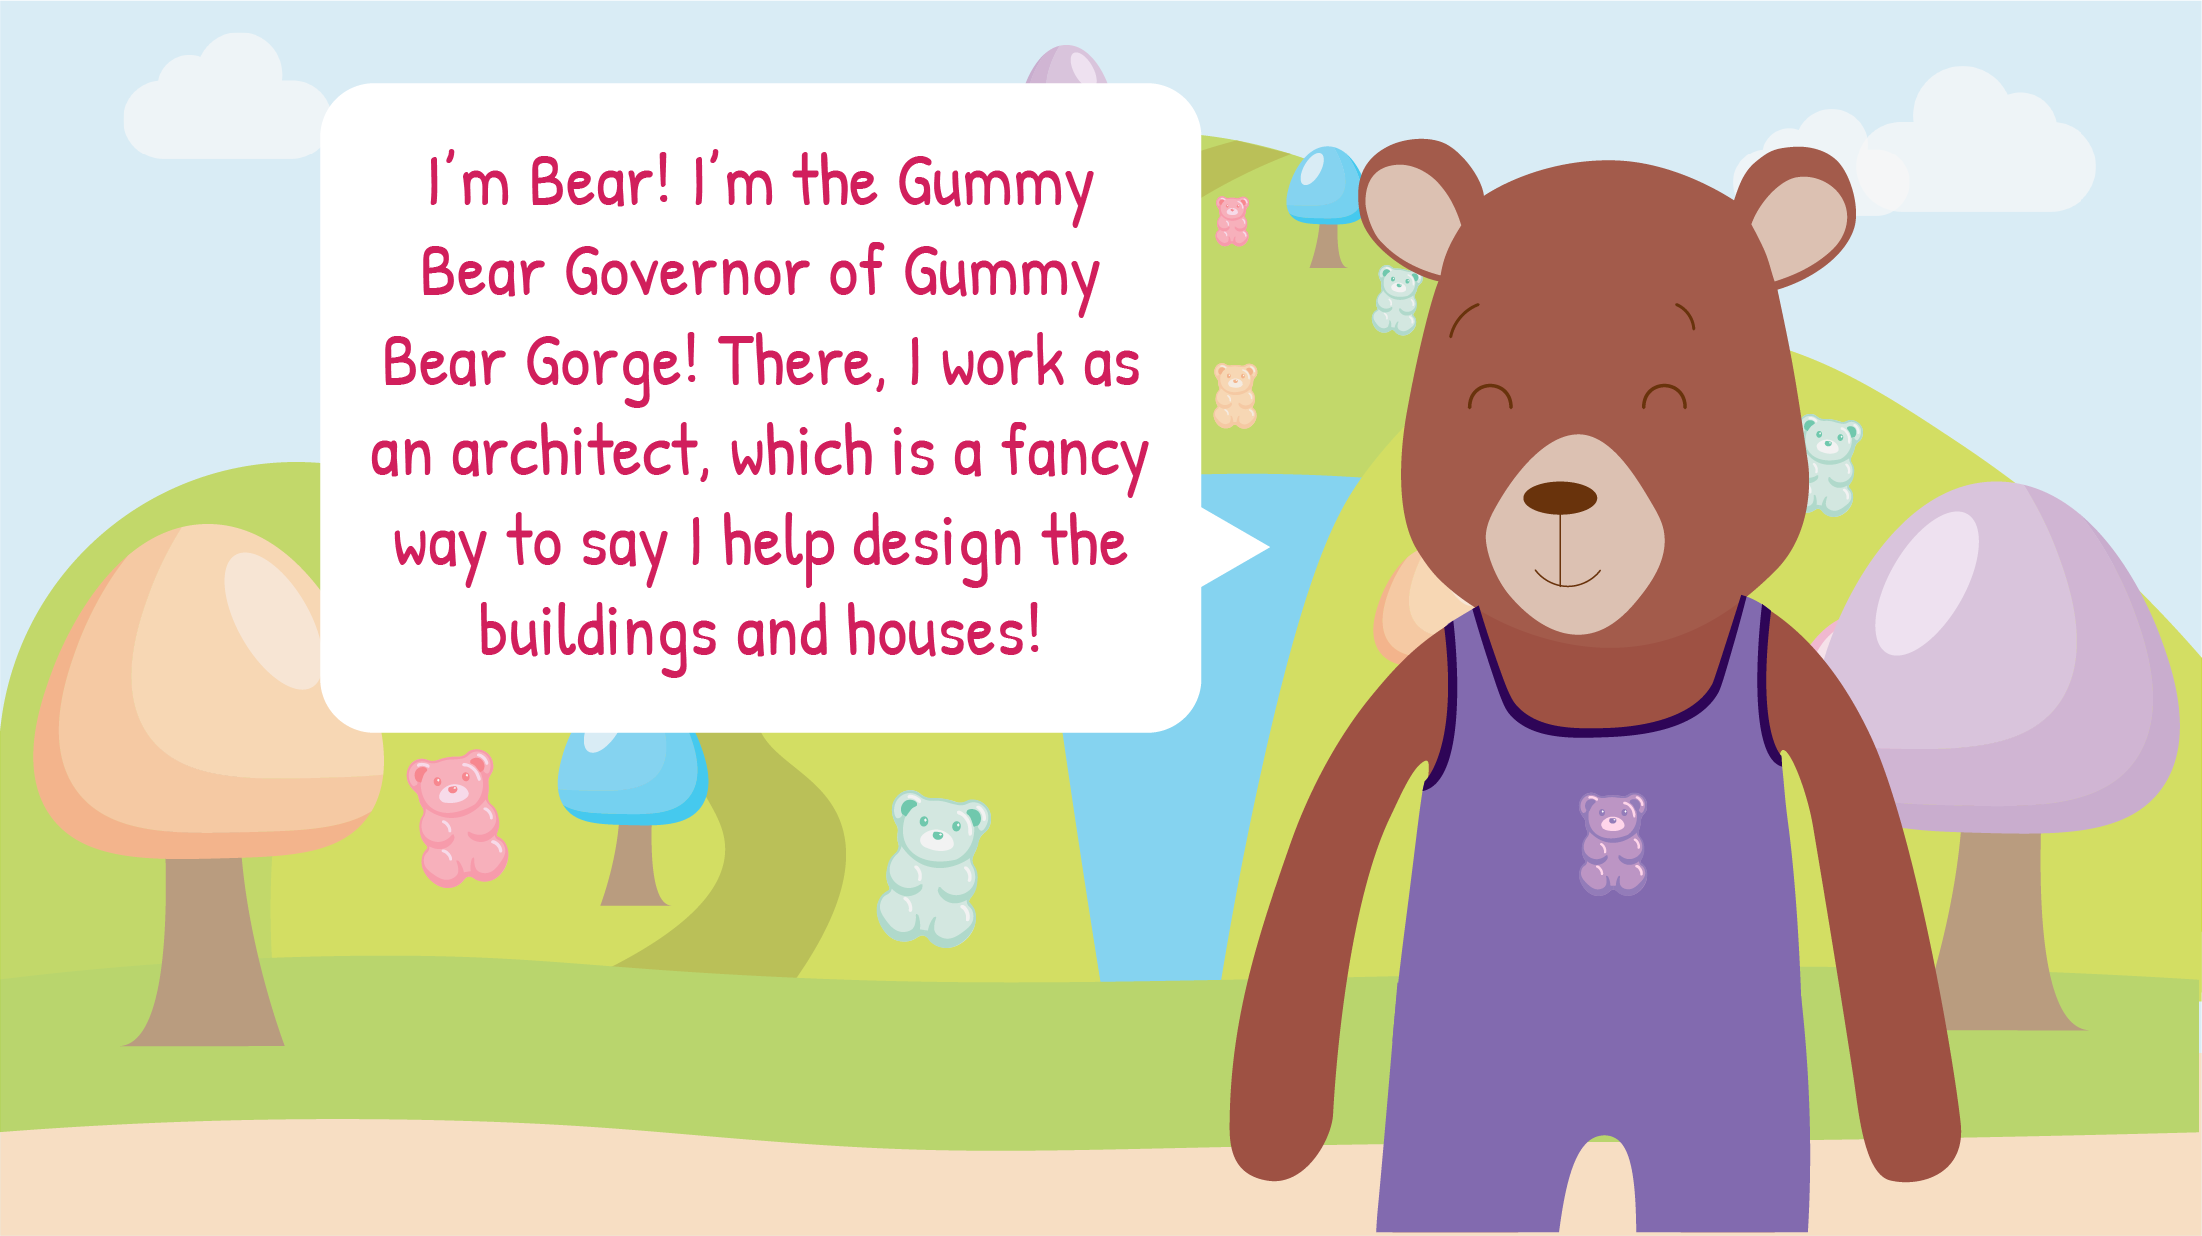 I'm Bear! I'm the Gummy
Bear Governor of Gummy
Bear Gorge! There, I work as
an architect, which is a fancy
way to say I help design the
buildings and houses!